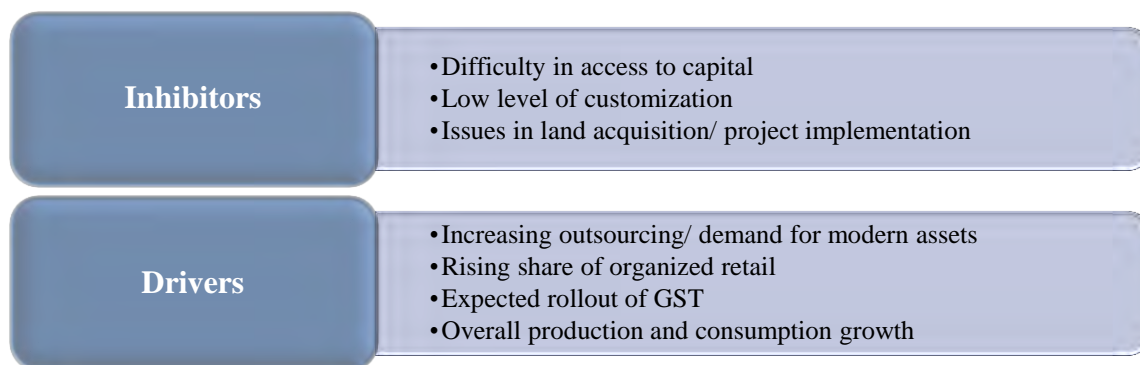 Inhibitors
•Difficulty in access to capital
•Low level of customization
•Issues in land acquisition/ project implementation
Drivers
•Increasing outsourcing/ demand for modern assets
•Rising share of organized retail
•Expected rollout of GST
•Overall production and consumption growth